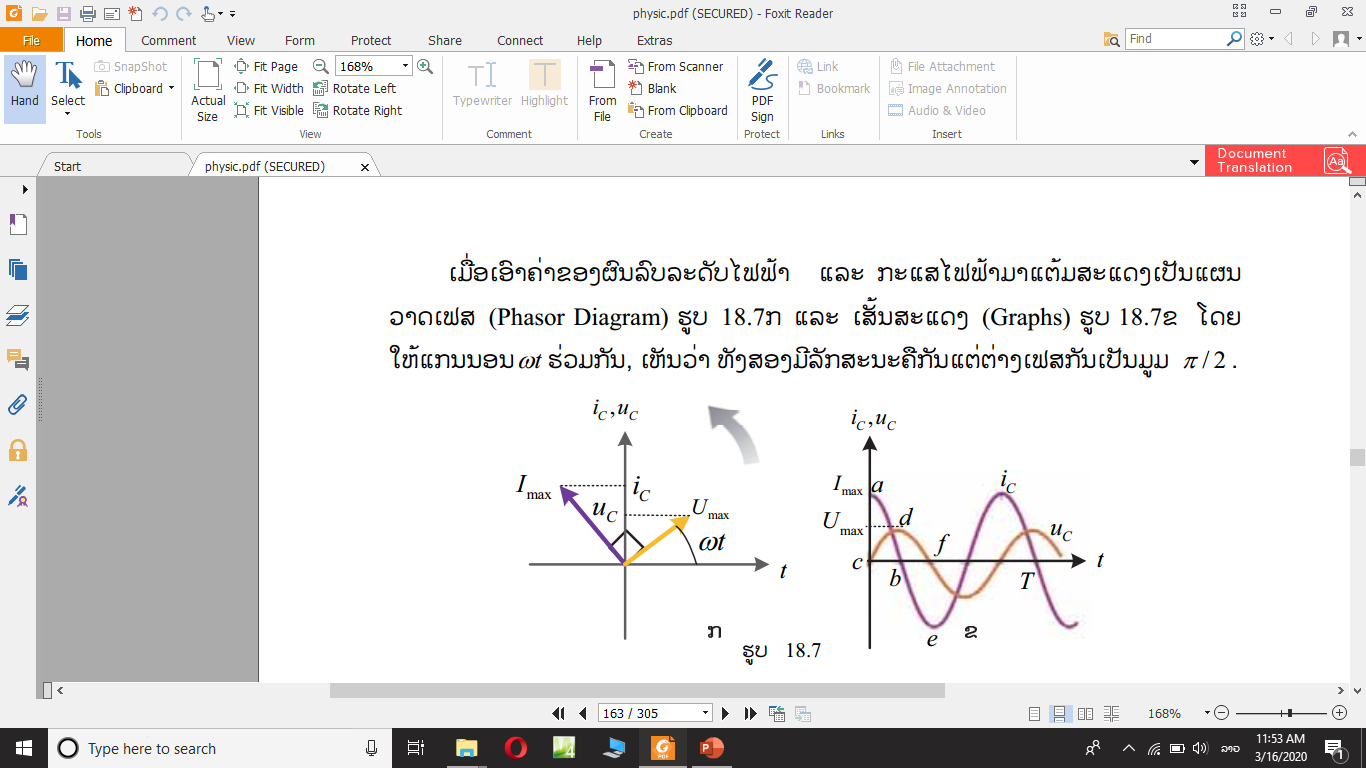 physic.pdf (SECURED) - Foxit Reader
File Home Comment View Form Protect Share Connect Help Extras Find
Hand
Select
SnapShot
Clipboard
Tools
Actual Size
Fit Page
Fit Width
Fit Visible
168%
Rotate Left
Rotate Right
View
Typewriter
Highlight
Comment
From File
From Scanner
Blank
From Clipboard
Create
PDF Sign
Protect
Link
Bookmark
Links
File Attachment
Image Annotation
Audio & Video
Insert
Start
physic.pdf (SECURED)
Document Translation
ເມື່ອເອົາຄ່າຂອງຜົນລົບລະດັບໄຟຟ້າ ແລະ ກະແສໄຟຟ້າມາແຕ້ມສະແດງເປັນແຜນ
ວາດເຟສ (Phasor Diagram) ຮູບ 18.7ກ ແລະ ເສັ້ນສະແດງ (Graphs) ຮູບ 18.7ຂ ໂດຍ
ໃຫ້ແກນນອນ ωt ຮ່ວມກັນ, ເຫັນວ່າ ທັງສອງມີລັກສະນະຄືກັນແຕ່ຕ່າງເຟສກັນເປັນມູມ π / 2 .
i_C , u_C
I_max
i_C
u_C
U_max
ωt
t
ກ
i_C , u_C
I_max a
i_C
U_max d
u_C
f
c
b
T
t
e
ຂ
ຮູບ 18.7
163 / 305
168%
Type here to search
ລາວ
11:53 AM
3/16/2020
1